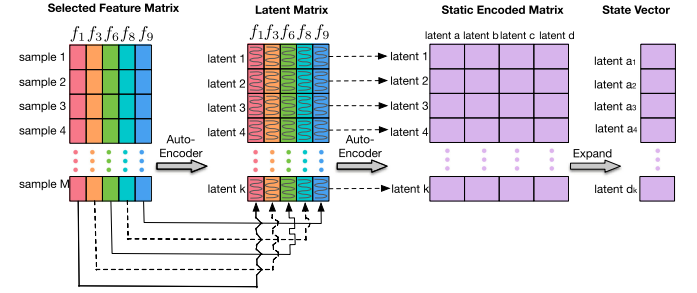 Selected Feature Matrix
Latent Matrix
Static Encoded Matrix
State Vector
f1 f3 f6 f8 f9
f1 f3 f6 f8 f9
latent a latent b latent c latent d
sample 1
sample 2
sample 3
sample 4
sample M
Auto-
Encoder
latent 1
latent 2
latent 3
latent 4
latent k
Auto-
Encoder
latent 1
latent 2
latent 3
latent 4
latent k
Expand
latent a1
latent a2
latent a3
latent a4
latent dk